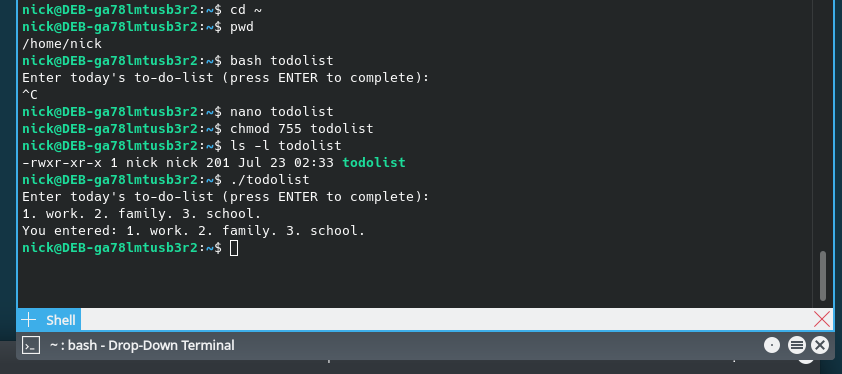 nick@DEB-ga78lmtusb3r2:~$ cd ~
nick@DEB-ga78lmtusb3r2:~$ pwd
/home/nick
nick@DEB-ga78lmtusb3r2:~$ bash todolist
Enter today's to-do-list (press ENTER to complete):
^C
nick@DEB-ga78lmtusb3r2:~$ nano todolist
nick@DEB-ga78lmtusb3r2:~$ chmod 755 todolist
nick@DEB-ga78lmtusb3r2:~$ ls -l todolist
-rwxr-xr-x 1 nick nick 201 Jul 23 02:33 todolist
nick@DEB-ga78lmtusb3r2:~$ ./todolist
Enter today's to-do-list (press ENTER to complete):
1. work. 2. family. 3. school.
You entered: 1. work. 2. family. 3. school.
nick@DEB-ga78lmtusb3r2:~$
Shell
~ : bash - Drop-Down Terminal